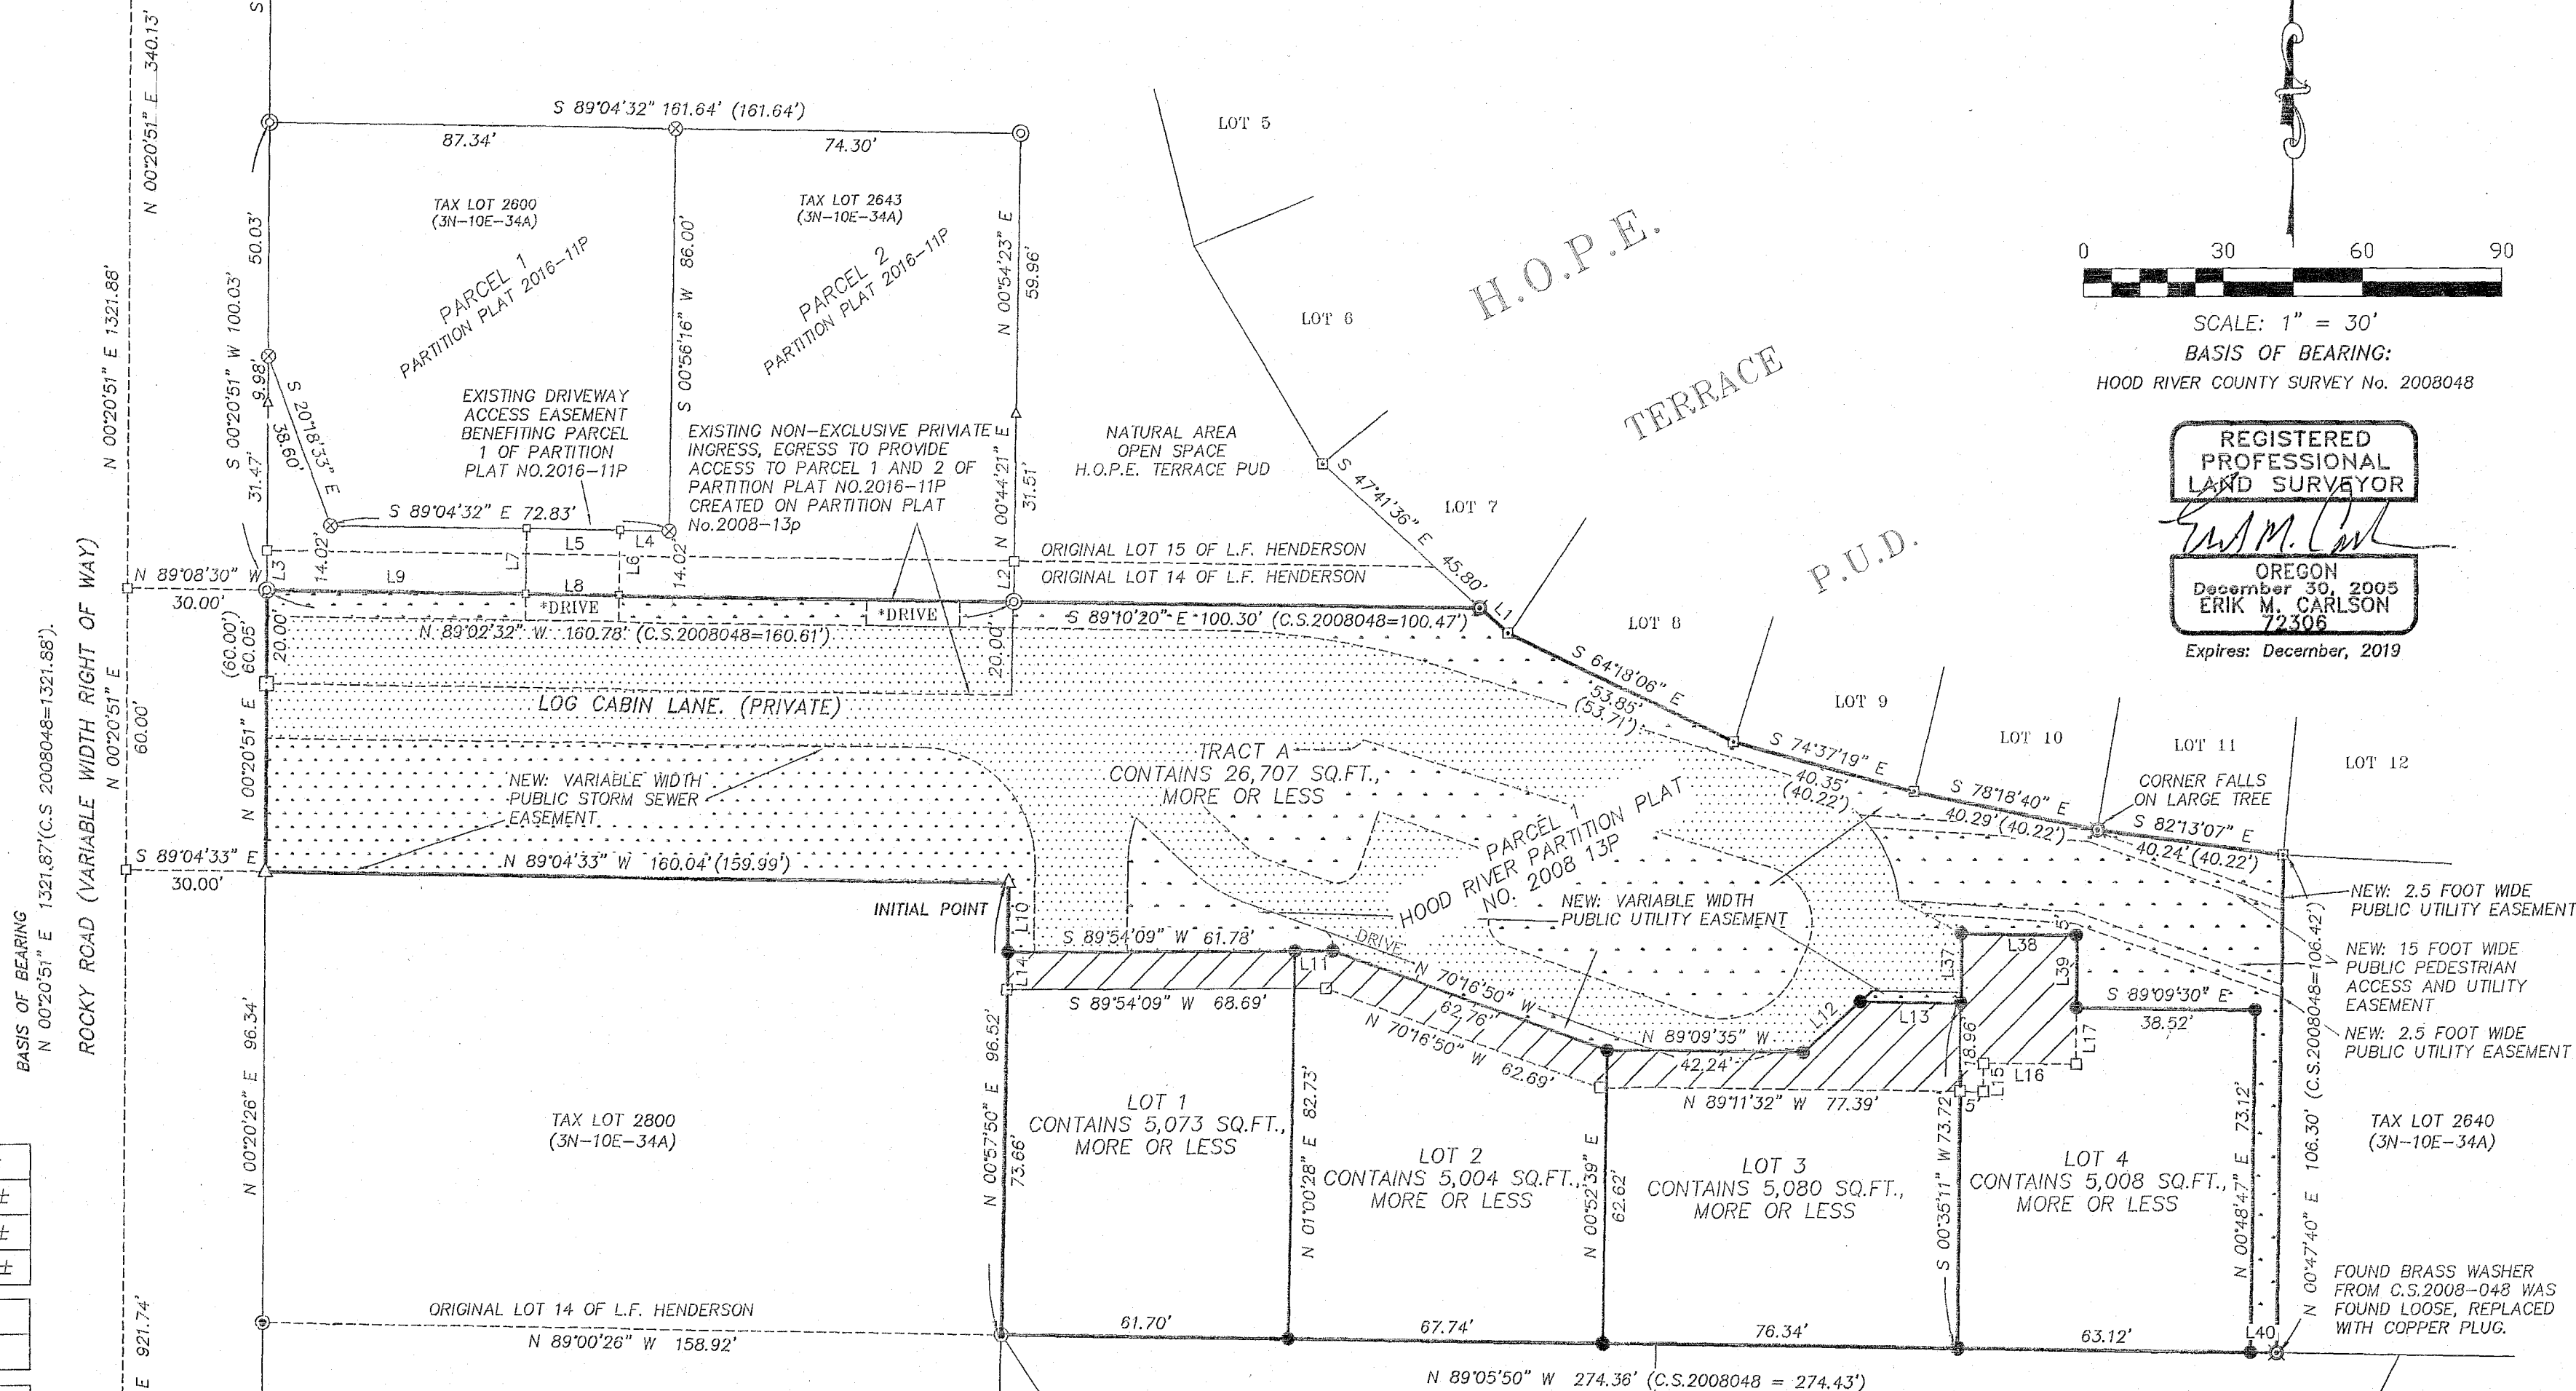 S
N 00°20'51" E 340.13'
S 89°04'32" 161.64' (161.64')
87.34'
74.30'
TAX LOT 2600
(3N-10E-34A)
PARCEL 1
PARTITION PLAT 2016-11P
TAX LOT 2643
(3N-10E-34A)
PARCEL 2
PARTITION PLAT 2016-11P
50.03'
S 00°20'51" W 100.03'
9.98'
31.47'
S 20°18'33" E
38.60'
S 00°56'16" W 86.00'
N 00°54'23" E
59.96'
N 00°44'21" E
31.51'
N 00°20'51" E 1321.88'
EXISTING DRIVEWAY
ACCESS EASEMENT
BENEFITING PARCEL
1 OF PARTITION
PLAT NO.2016-11P
EXISTING NON-EXCLUSIVE PRIVIATE
INGRESS, EGRESS TO PROVIDE
ACCESS TO PARCEL 1 AND 2 OF
PARTITION PLAT NO.2016-11P
CREATED ON PARTITION PLAT
No.2008-13p
S 89°04'32" E 72.83'
L5
L4
L7
L6
L3
14.02'
14.02'
L9
L8
L2
N 89°08'30" W
30.00'
*DRIVE
*DRIVE
N 89°02'32" W 160.78' (C.S.2008048=160.61')
S 89°10'20" E 100.30' (C.S.2008048=100.47')
ORIGINAL LOT 15 OF L.F. HENDERSON
ORIGINAL LOT 14 OF L.F. HENDERSON
NATURAL AREA
OPEN SPACE
H.O.P.E. TERRACE PUD
LOT 5
LOT 6
LOT 7
LOT 8
LOT 9
LOT 10
LOT 11
LOT 12
H.O.P.E.
TERRACE
P.U.D.
S 47°41'36" E 45.80'
L1
S 64°18'06" E
53.85'
(53.71')
S 74°37'19" E
40.35'
(40.22')
S 78°18'40" E
40.29'(40.22')
S 82°13'07" E
40.24'(40.22')
CORNER FALLS
ON LARGE TREE
0 30 60 90
SCALE: 1" = 30'
BASIS OF BEARING:
HOOD RIVER COUNTY SURVEY No. 2008048
REGISTERED
PROFESSIONAL
LAND SURVEYOR
OREGON
December 30, 2005
ERIK M. CARLSON
72306
Expires: December, 2019
(60.00')
60.05'
20.00'
20.00'
N 00°20'51" E
LOG CABIN LANE. (PRIVATE)
TRACT A
CONTAINS 26,707 SQ.FT.,
MORE OR LESS
NEW: VARIABLE WIDTH
PUBLIC STORM SEWER
EASEMENT
PARCEL 1
HOOD RIVER PARTITION PLAT
NO. 2008 13P
NEW: VARIABLE WIDTH
PUBLIC UTILITY EASEMENT
N 89°04'33" W 160.04'(159.99')
S 89°04'33" E
30.00'
INITIAL POINT
BASIS OF BEARING
N 00°20'51" E 1321.87'(C.S 2008048=1321.88').
ROCKY ROAD (VARIABLE WIDTH RIGHT OF WAY)
N 00°20'51" E
60.00'
L10
S 89°54'09" W 61.78'
L14
L11
S 89°54'09" W 68.69'
DRIVE
N 70°16'50" W
62.76'
N 70°16'50" W 62.69'
N 89°09'35" W
42.24'
L12
L13
L37
L38
5'
L39
18.96'
L15
L16
L17
5'
N 89°11'32" W 77.39'
S 89°09'30" E
38.52'
NEW: 2.5 FOOT WIDE
PUBLIC UTILITY EASEMENT
NEW: 15 FOOT WIDE
PUBLIC PEDESTRIAN
ACCESS AND UTILITY
EASEMENT
NEW: 2.5 FOOT WIDE
PUBLIC UTILITY EASEMENT
N 00°47'40" E 106.30' (C.S.2008048=106.42')
TAX LOT 2640
(3N-10E-34A)
N 00°20'26" E 96.34'
TAX LOT 2800
(3N-10E-34A)
N 00°57'50" E 96.52'
73.66'
LOT 1
CONTAINS 5,073 SQ.FT.,
MORE OR LESS
N 01°00'28" E 82.73'
LOT 2
CONTAINS 5,004 SQ.FT.,
MORE OR LESS
N 00°52'39" E
62.62'
LOT 3
CONTAINS 5,080 SQ.FT.,
MORE OR LESS
S 00°35'11" W 73.72'
LOT 4
CONTAINS 5,008 SQ.FT.,
MORE OR LESS
N 00°48'47" E 73.12'
FOUND BRASS WASHER
FROM C.S.2008-048 WAS
FOUND LOOSE, REPLACED
WITH COPPER PLUG.
±
±
±
E 921.74'
ORIGINAL LOT 14 OF L.F. HENDERSON
N 89°00'26" W 158.92'
61.70'
67.74'
76.34'
63.12'
L40
N 89°05'50" W 274.36' (C.S.2008048 = 274.43')